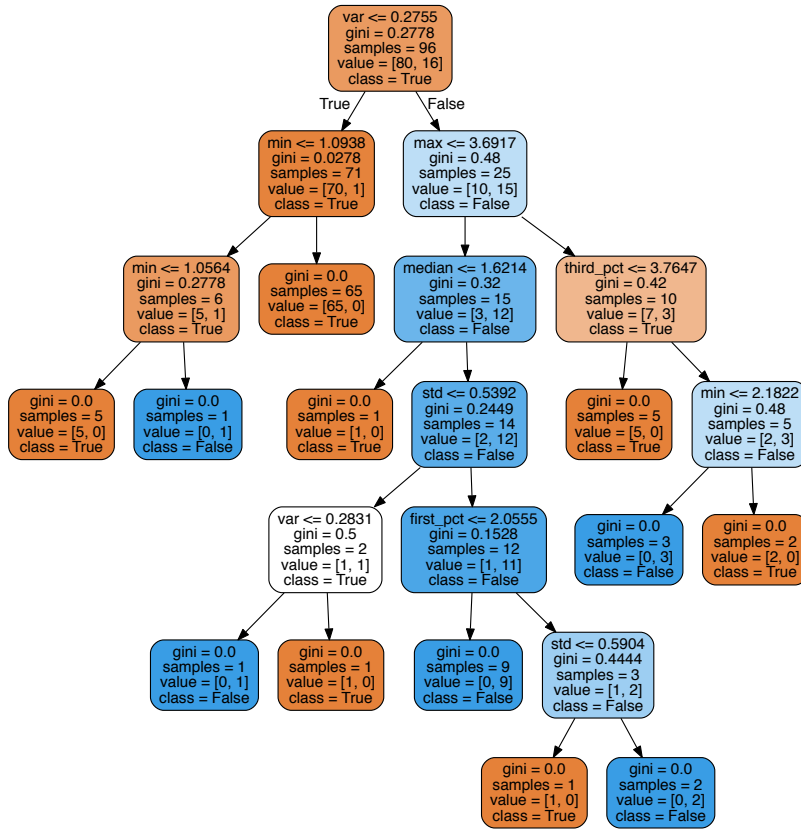 var <= 0.2755
gini = 0.2778
samples = 96
value = [80, 16]
class = True
True
False
min <= 1.0938
gini = 0.0278
samples = 71
value = [70, 1]
class = True
max <= 3.6917
gini = 0.48
samples = 25
value = [10, 15]
class = False
min <= 1.0564
gini = 0.2778
samples = 6
value = [5, 1]
class = True
gini = 0.0
samples = 65
value = [65, 0]
class = True
median <= 1.6214
gini = 0.32
samples = 15
value = [3, 12]
class = False
third_pct <= 3.7647
gini = 0.42
samples = 10
value = [7, 3]
class = True
gini = 0.0
samples = 5
value = [5, 0]
class = True
gini = 0.0
samples = 1
value = [0, 1]
class = False
gini = 0.0
samples = 1
value = [1, 0]
class = True
std <= 0.5392
gini = 0.2449
samples = 14
value = [2, 12]
class = False
gini = 0.0
samples = 5
value = [5, 0]
class = True
min <= 2.1822
gini = 0.48
samples = 5
value = [2, 3]
class = False
var <= 0.2831
gini = 0.5
samples = 2
value = [1, 1]
class = True
first_pct <= 2.0555
gini = 0.1528
samples = 12
value = [1, 11]
class = False
gini = 0.0
samples = 3
value = [0, 3]
class = False
gini = 0.0
samples = 2
value = [2, 0]
class = True
gini = 0.0
samples = 1
value = [0, 1]
class = False
gini = 0.0
samples = 1
value = [1, 0]
class = True
gini = 0.0
samples = 9
value = [0, 9]
class = False
std <= 0.5904
gini = 0.4444
samples = 3
value = [1, 2]
class = False
gini = 0.0
samples = 1
value = [1, 0]
class = True
gini = 0.0
samples = 2
value = [0, 2]
class = False